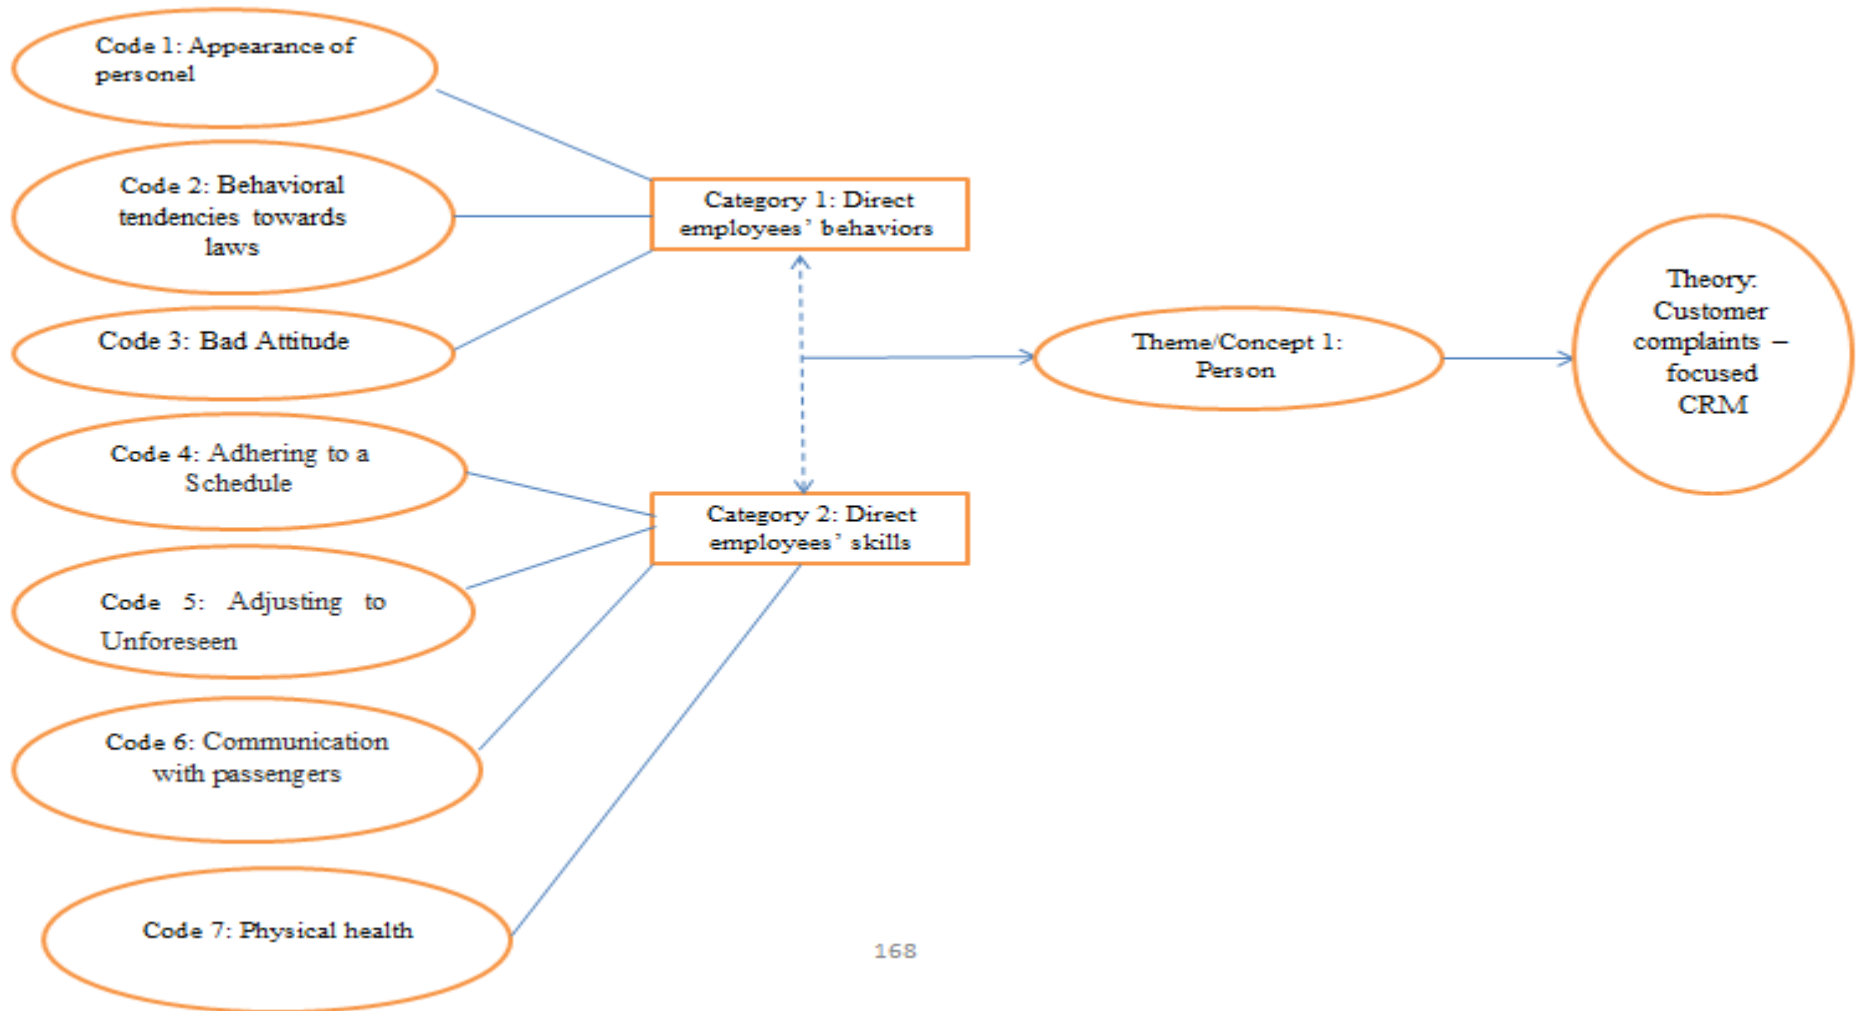 Code 1: Appearance of
personel
Code 2: Behavioral
tendencies towards
laws
Code 3: Bad Attitude
Code 4: Adhering to a
Schedule
Code 5: Adjusting to
Unforeseen
Code 6: Communication
with passengers
Code 7: Physical health
Category 1: Direct
employees’ behaviors
Category 2: Direct
employees’ skills
Theme/Concept 1:
Person
Theory:
Customer
complaints –
focused
CRM
168